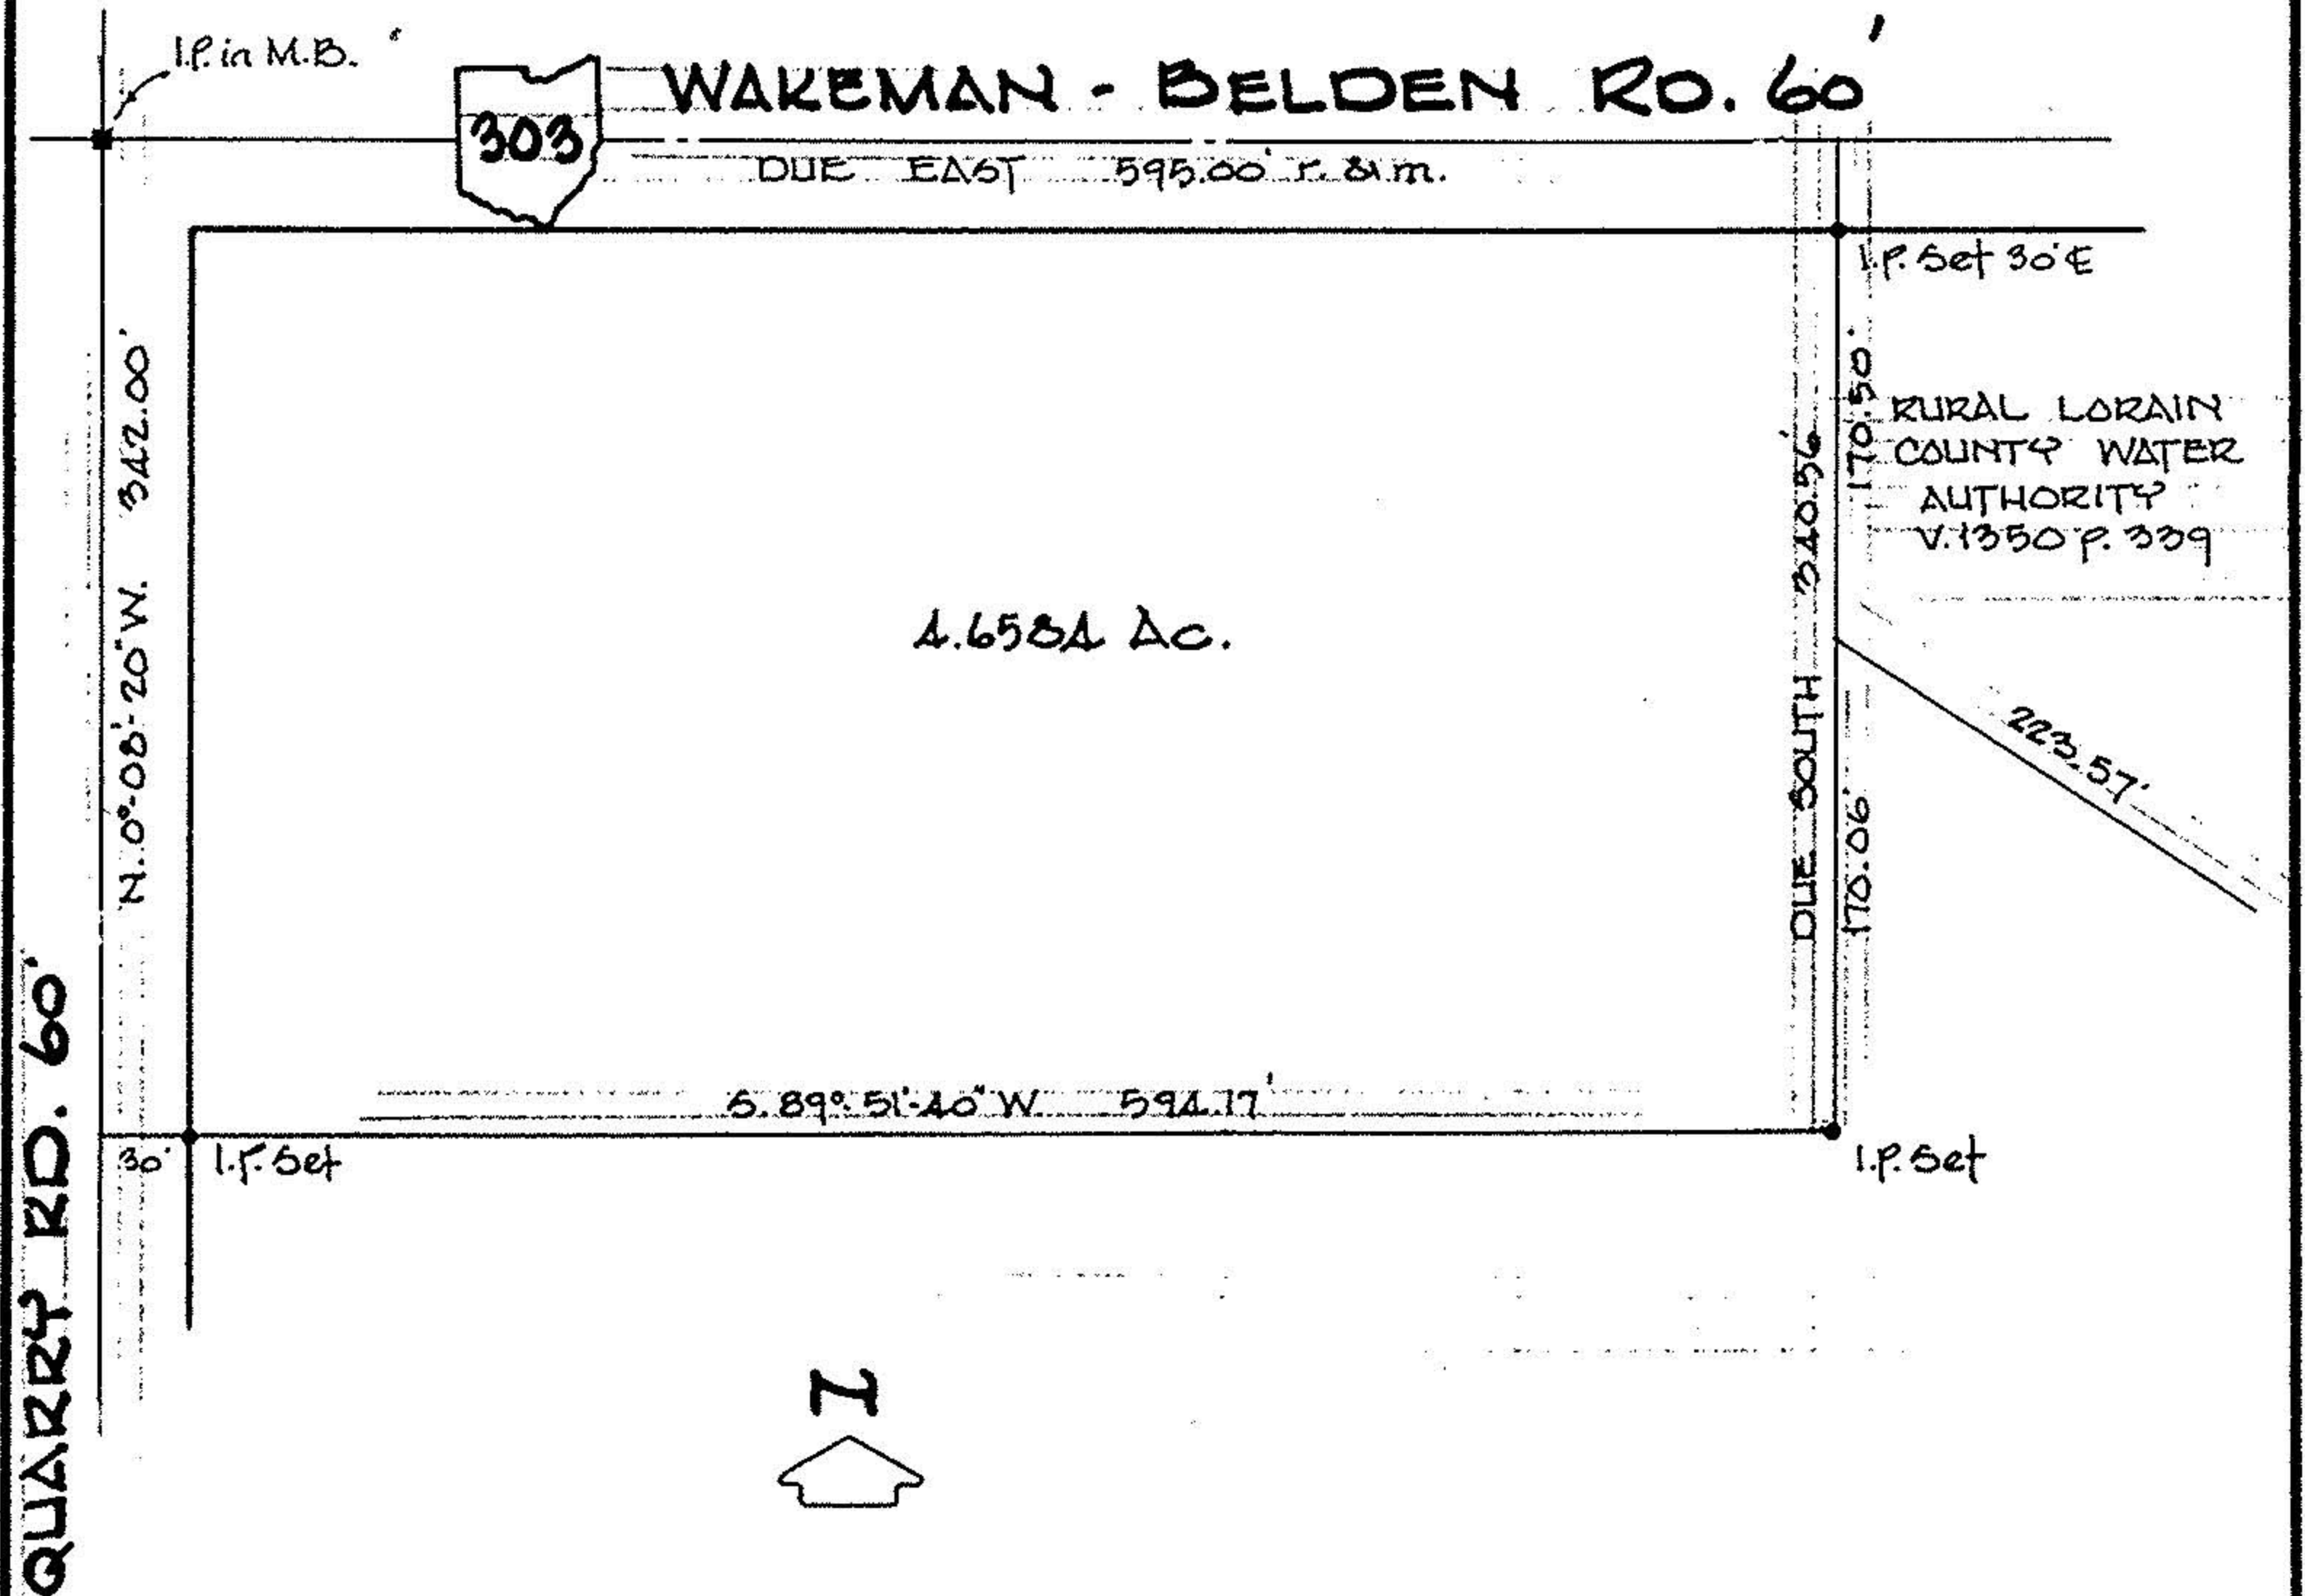 I.P. in M.B.
WAKEMAN - BELDEN RD. 60'
303
DUE EAST 595.00' r. & m.
I.P. Set 30' ℄
N. 0°-08'-20" W. 342.00'
DUE SOUTH 340.56'
170.50'
RURAL LORAIN
COUNTY WATER
AUTHORITY
V. 1350 P. 339
4.6584 Ac.
223.57'
170.06'
S. 89°-51'-40" W 594.17'
30'
I.P. Set
I.P. Set
QUARRY RD. 60'
N